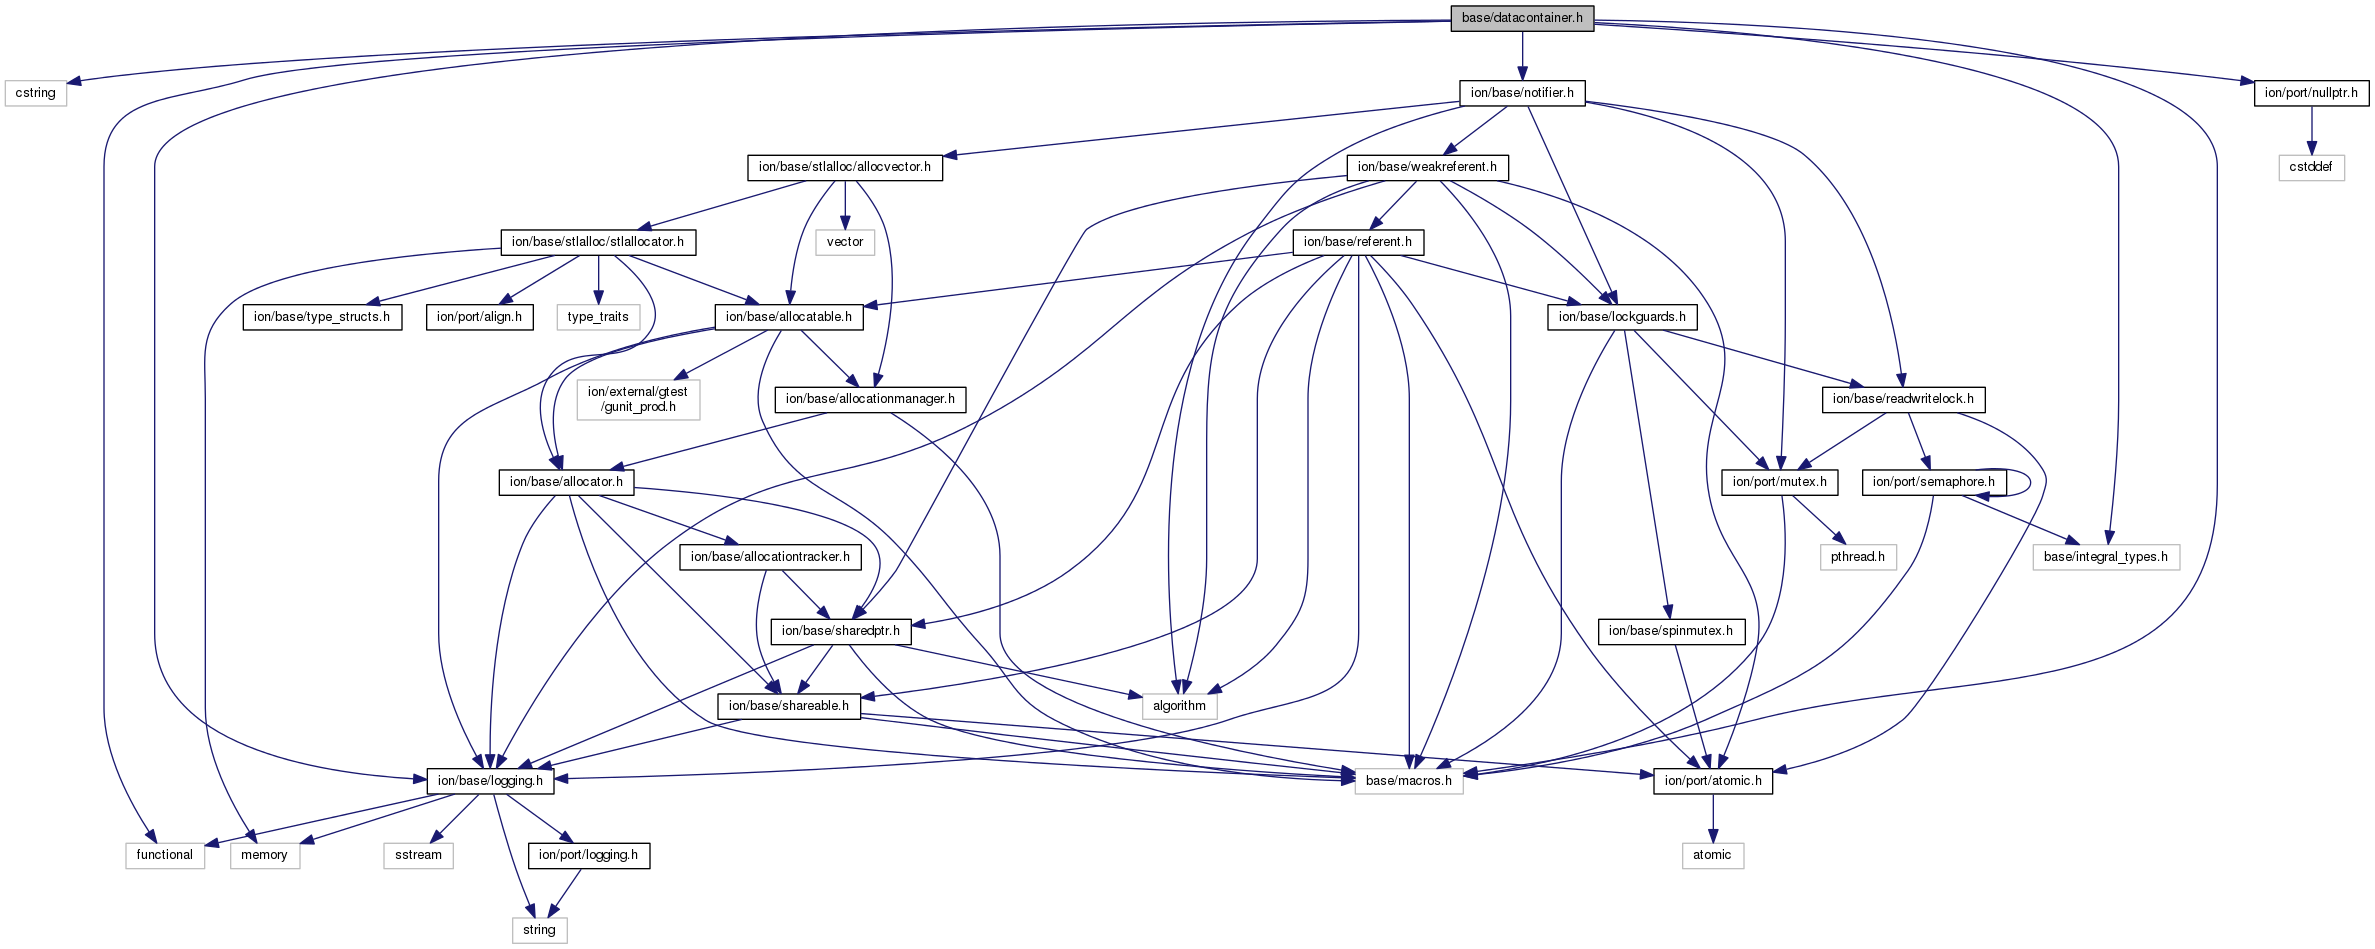 base/datacontainer.h
cstring
ion/base/notifier.h
ion/port/nullptr.h
ion/base/stlalloc/allocvector.h
ion/base/weakreferent.h
cstddef
ion/base/stlalloc/stlallocator.h
vector
ion/base/referent.h
ion/base/type_structs.h
ion/port/align.h
type_traits
ion/base/allocatable.h
ion/base/lockguards.h
ion/external/gtest
/gunit_prod.h
ion/base/allocationmanager.h
ion/base/readwritelock.h
ion/base/allocator.h
ion/port/mutex.h
ion/port/semaphore.h
ion/base/allocationtracker.h
pthread.h
base/integral_types.h
ion/base/sharedptr.h
ion/base/spinmutex.h
ion/base/shareable.h
algorithm
ion/base/logging.h
base/macros.h
ion/port/atomic.h
functional
memory
sstream
ion/port/logging.h
atomic
string